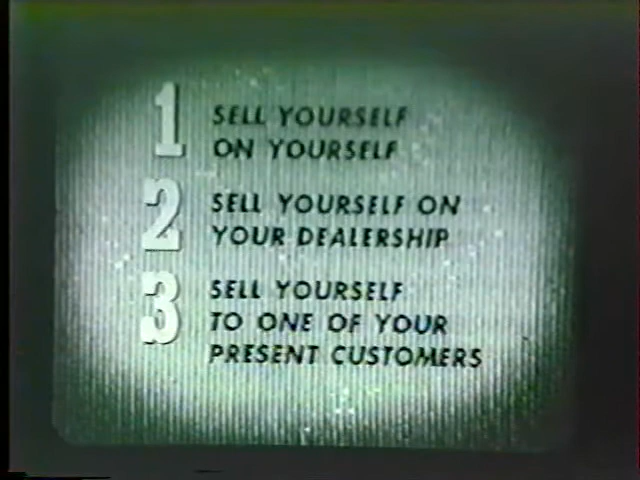 1 SELL YOURSELF
ON YOURSELF
2 SELL YOURSELF ON
YOUR DEALERSHIP
3 SELL YOURSELF
TO ONE OF YOUR
PRESENT CUSTOMERS